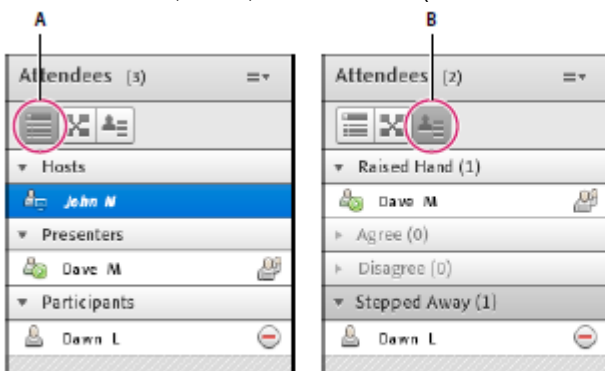 A
B
Attendees (3)
Hosts
John N
Presenters
Dave M
Participants
Dawn L
Attendees (2)
Raised Hand (1)
Dave M
Agree (0)
Disagree (0)
Stepped Away (1)
Dawn L